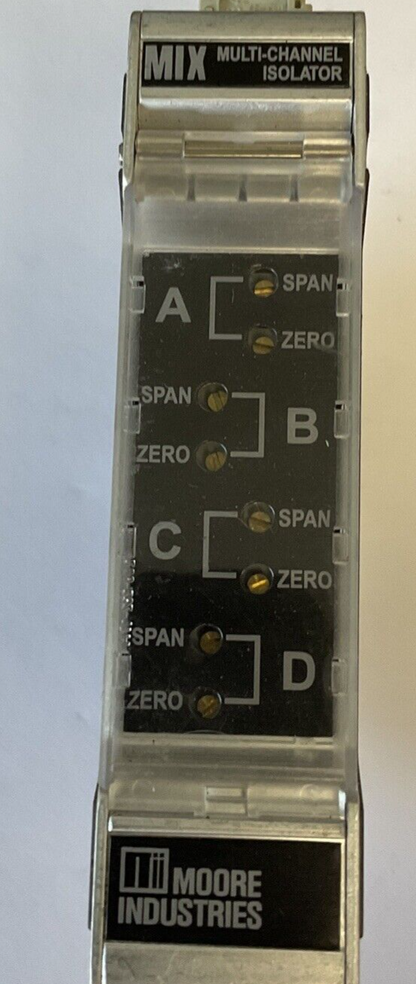 MIX MULTI-CHANNEL
ISOLATOR
A
SPAN
ZERO
SPAN
ZERO
B
C
SPAN
ZERO
SPAN
ZERO
D
MOORE
INDUSTRIES